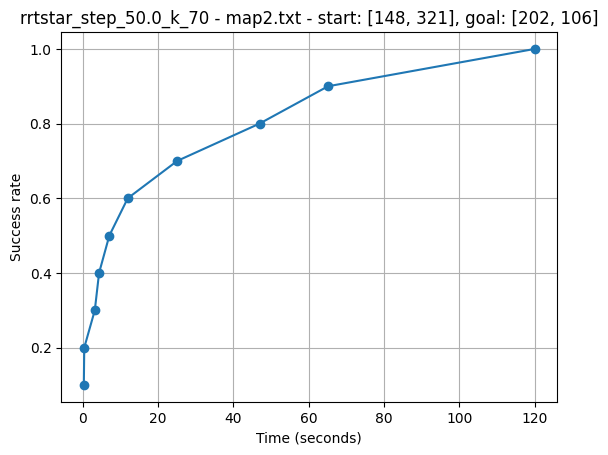 rrtstar_step_50.0_k_70 - map2.txt - start: [148, 321], goal: [202, 106]
1.0
0.8
0.6
0.4
0.2
Success rate
0 20 40 60 80 100 120
Time (seconds)